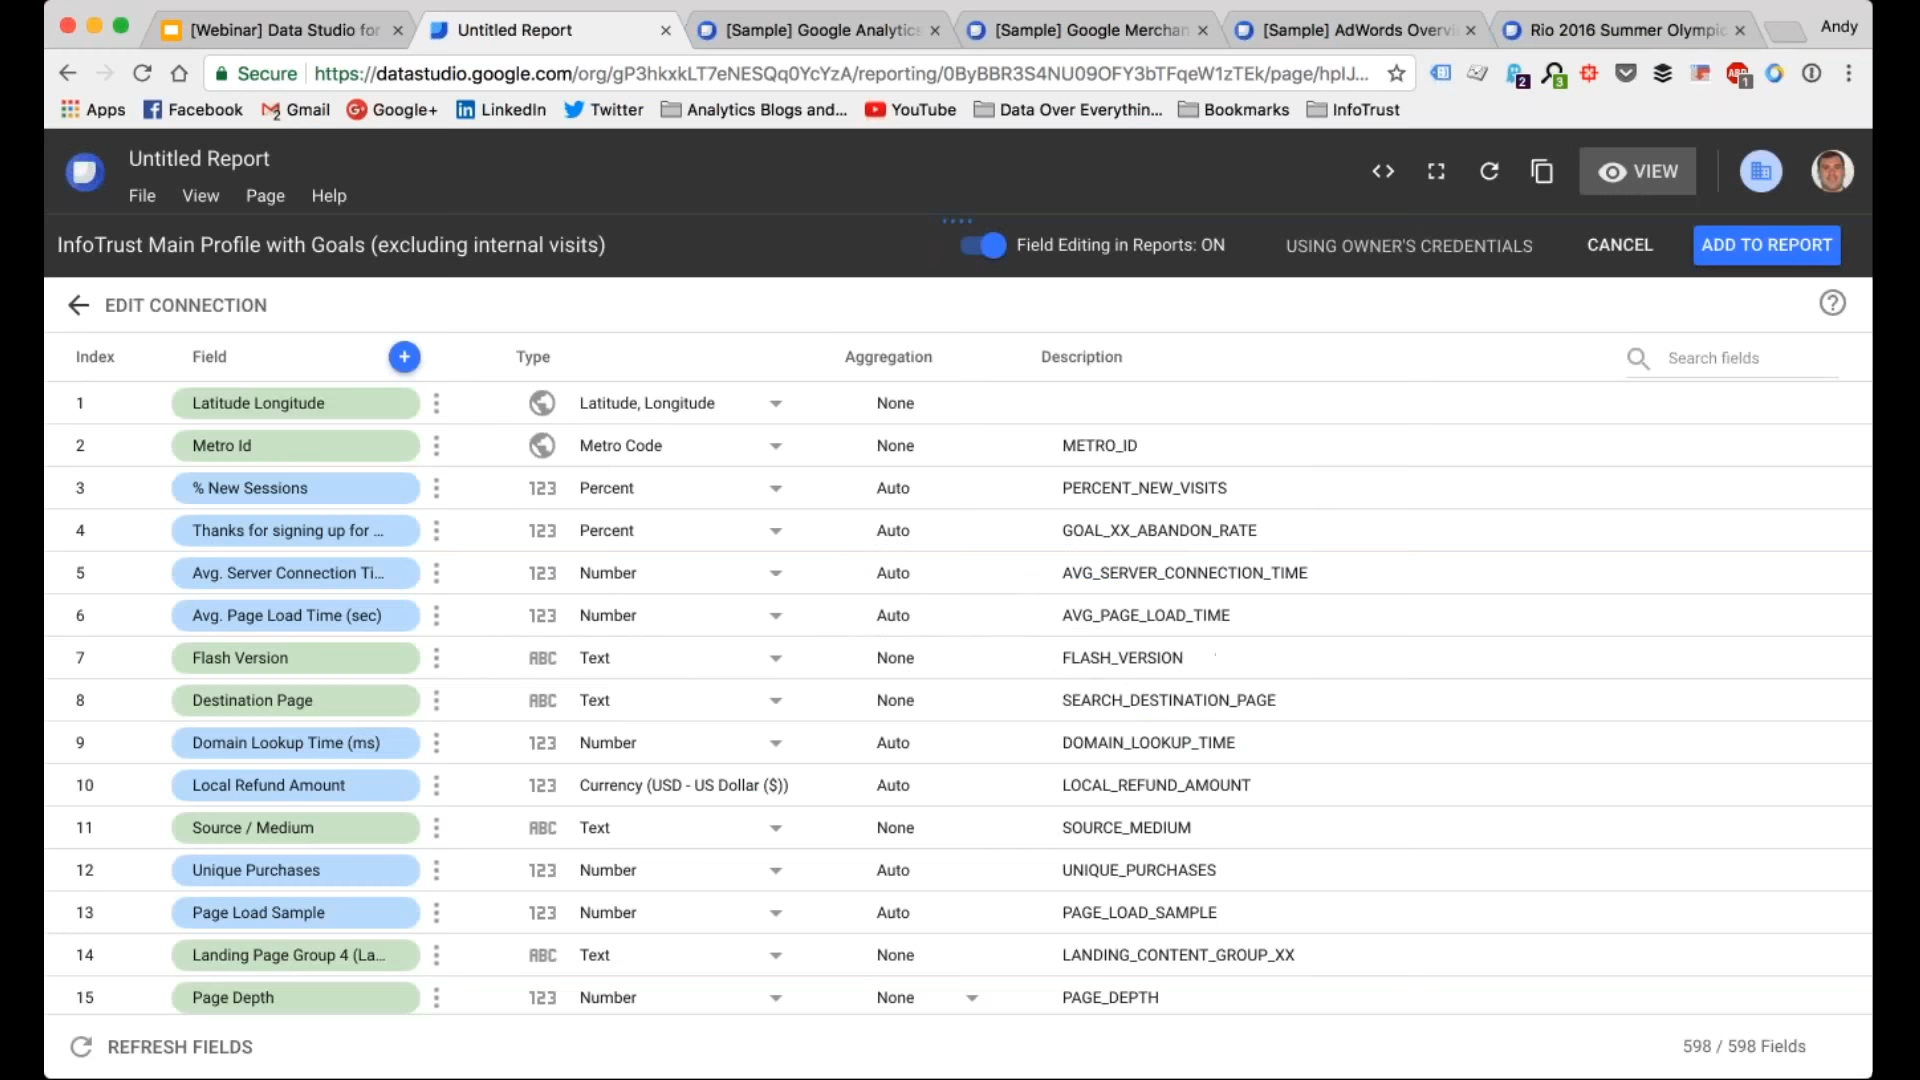 [Webinar] Data Studio for
Untitled Report
[Sample] Google Analytics
[Sample] Google Merchan
[Sample] AdWords Overvi
Rio 2016 Summer Olympic
Andy
Secure
https://datastudio.google.com/org/gP3hkxkLT7eNESQq0YcYzA/reporting/0ByBBR3S4NU09OFY3bTFqeW1zTEk/page/hplJ...
2
3
ABP
1
Apps
Facebook
Gmail
Google+
LinkedIn
Twitter
Analytics Blogs and...
YouTube
Data Over Everythin...
Bookmarks
InfoTrust
Untitled Report
File View Page Help
VIEW
InfoTrust Main Profile with Goals (excluding internal visits)
Field Editing in Reports: ON
USING OWNER'S CREDENTIALS
CANCEL
ADD TO REPORT
EDIT CONNECTION
Index Field Type Aggregation Description Search fields
1 Latitude Longitude Latitude, Longitude None
2 Metro Id Metro Code None METRO_ID
3 % New Sessions 123 Percent Auto PERCENT_NEW_VISITS
4 Thanks for signing up for ... 123 Percent Auto GOAL_XX_ABANDON_RATE
5 Avg. Server Connection Ti... 123 Number Auto AVG_SERVER_CONNECTION_TIME
6 Avg. Page Load Time (sec) 123 Number Auto AVG_PAGE_LOAD_TIME
7 Flash Version ABC Text None FLASH_VERSION
8 Destination Page ABC Text None SEARCH_DESTINATION_PAGE
9 Domain Lookup Time (ms) 123 Number Auto DOMAIN_LOOKUP_TIME
10 Local Refund Amount 123 Currency (USD - US Dollar ($)) Auto LOCAL_REFUND_AMOUNT
11 Source / Medium ABC Text None SOURCE_MEDIUM
12 Unique Purchases 123 Number Auto UNIQUE_PURCHASES
13 Page Load Sample 123 Number Auto PAGE_LOAD_SAMPLE
14 Landing Page Group 4 (La... ABC Text None LANDING_CONTENT_GROUP_XX
15 Page Depth 123 Number None PAGE_DEPTH
REFRESH FIELDS
598 / 598 Fields